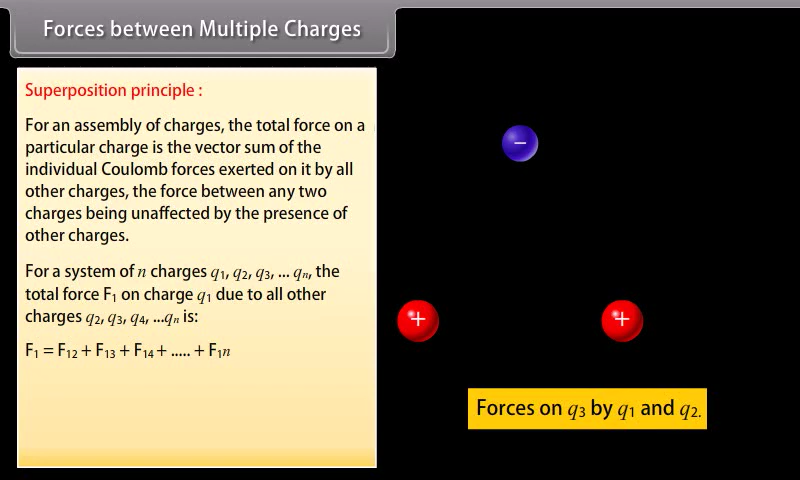 Forces between Multiple Charges
Superposition principle :
For an assembly of charges, the total force on a
particular charge is the vector sum of the
individual Coulomb forces exerted on it by all
other charges, the force between any two
charges being unaffected by the presence of
other charges.
For a system of n charges q₁, q₂, q₃, ... qₙ, the
total force F₁ on charge q₁ due to all other
charges q₂, q₃, q₄, ...qₙ is:
F₁ = F₁₂ + F₁₃ + F₁₄ + ..... + F₁n
−
+ +
Forces on q₃ by q₁ and q₂.